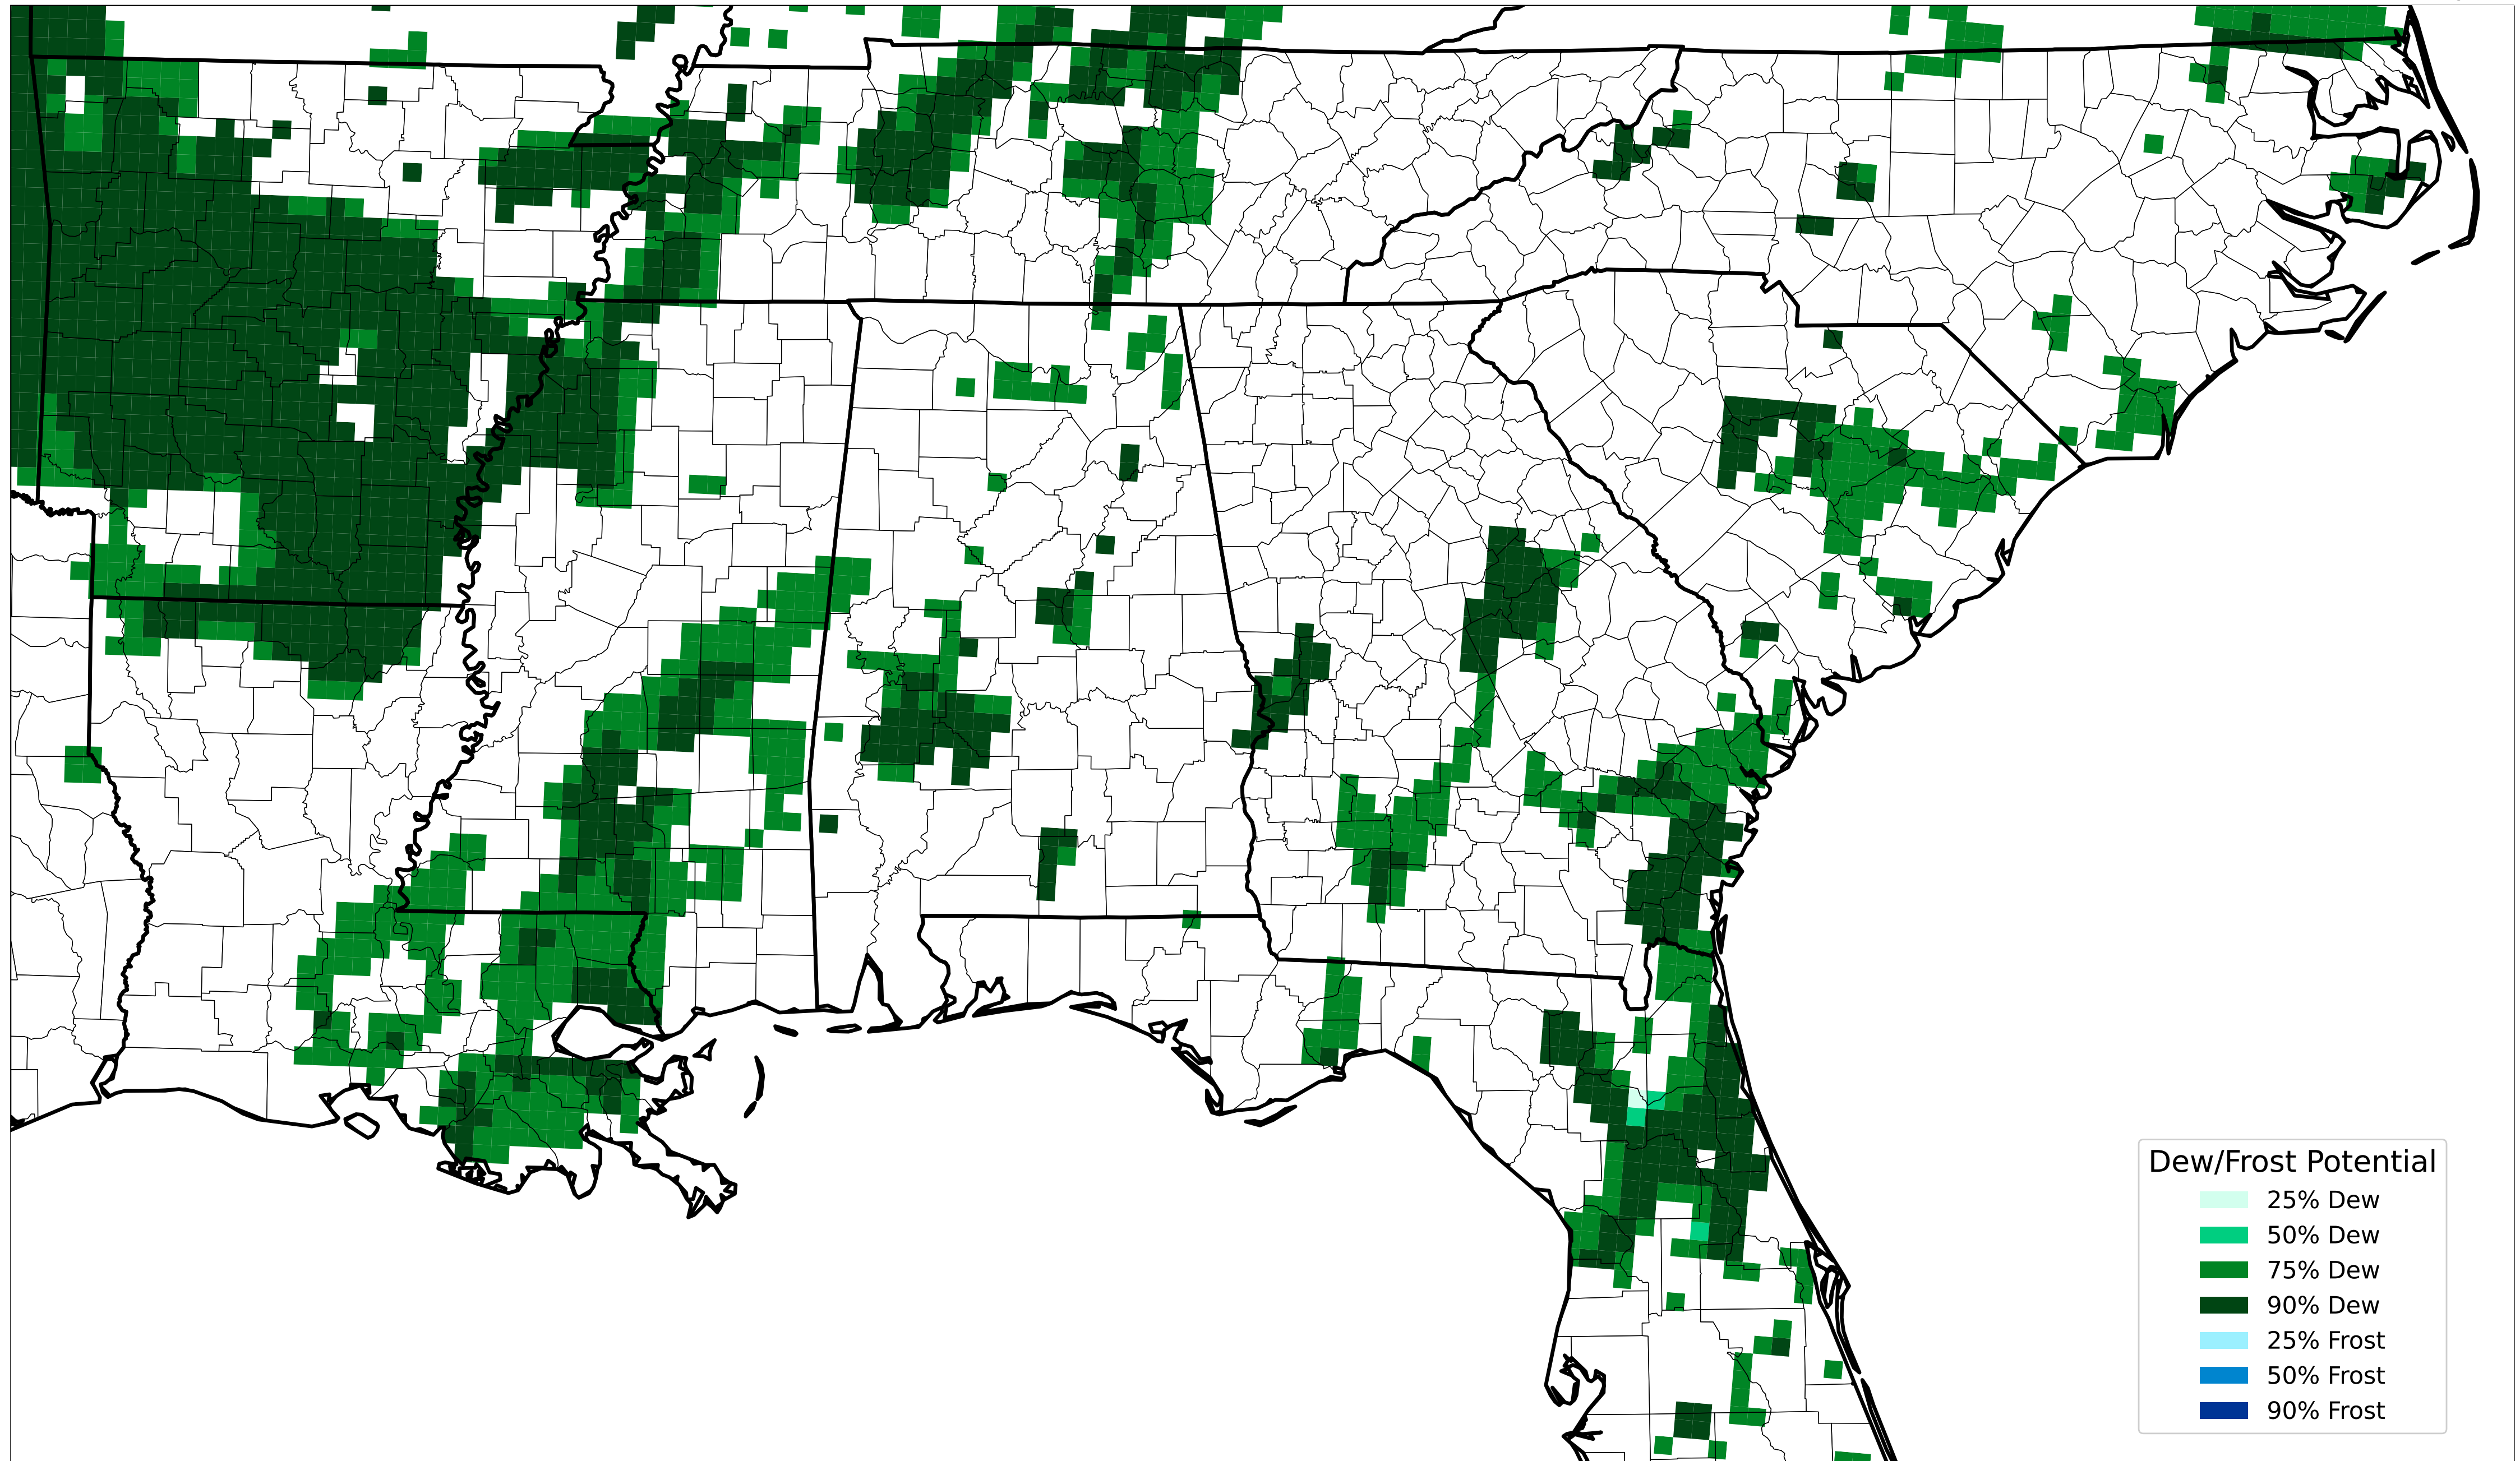 Dew/Frost Potential
25% Dew
50% Dew
75% Dew
90% Dew
25% Frost
50% Frost
90% Frost